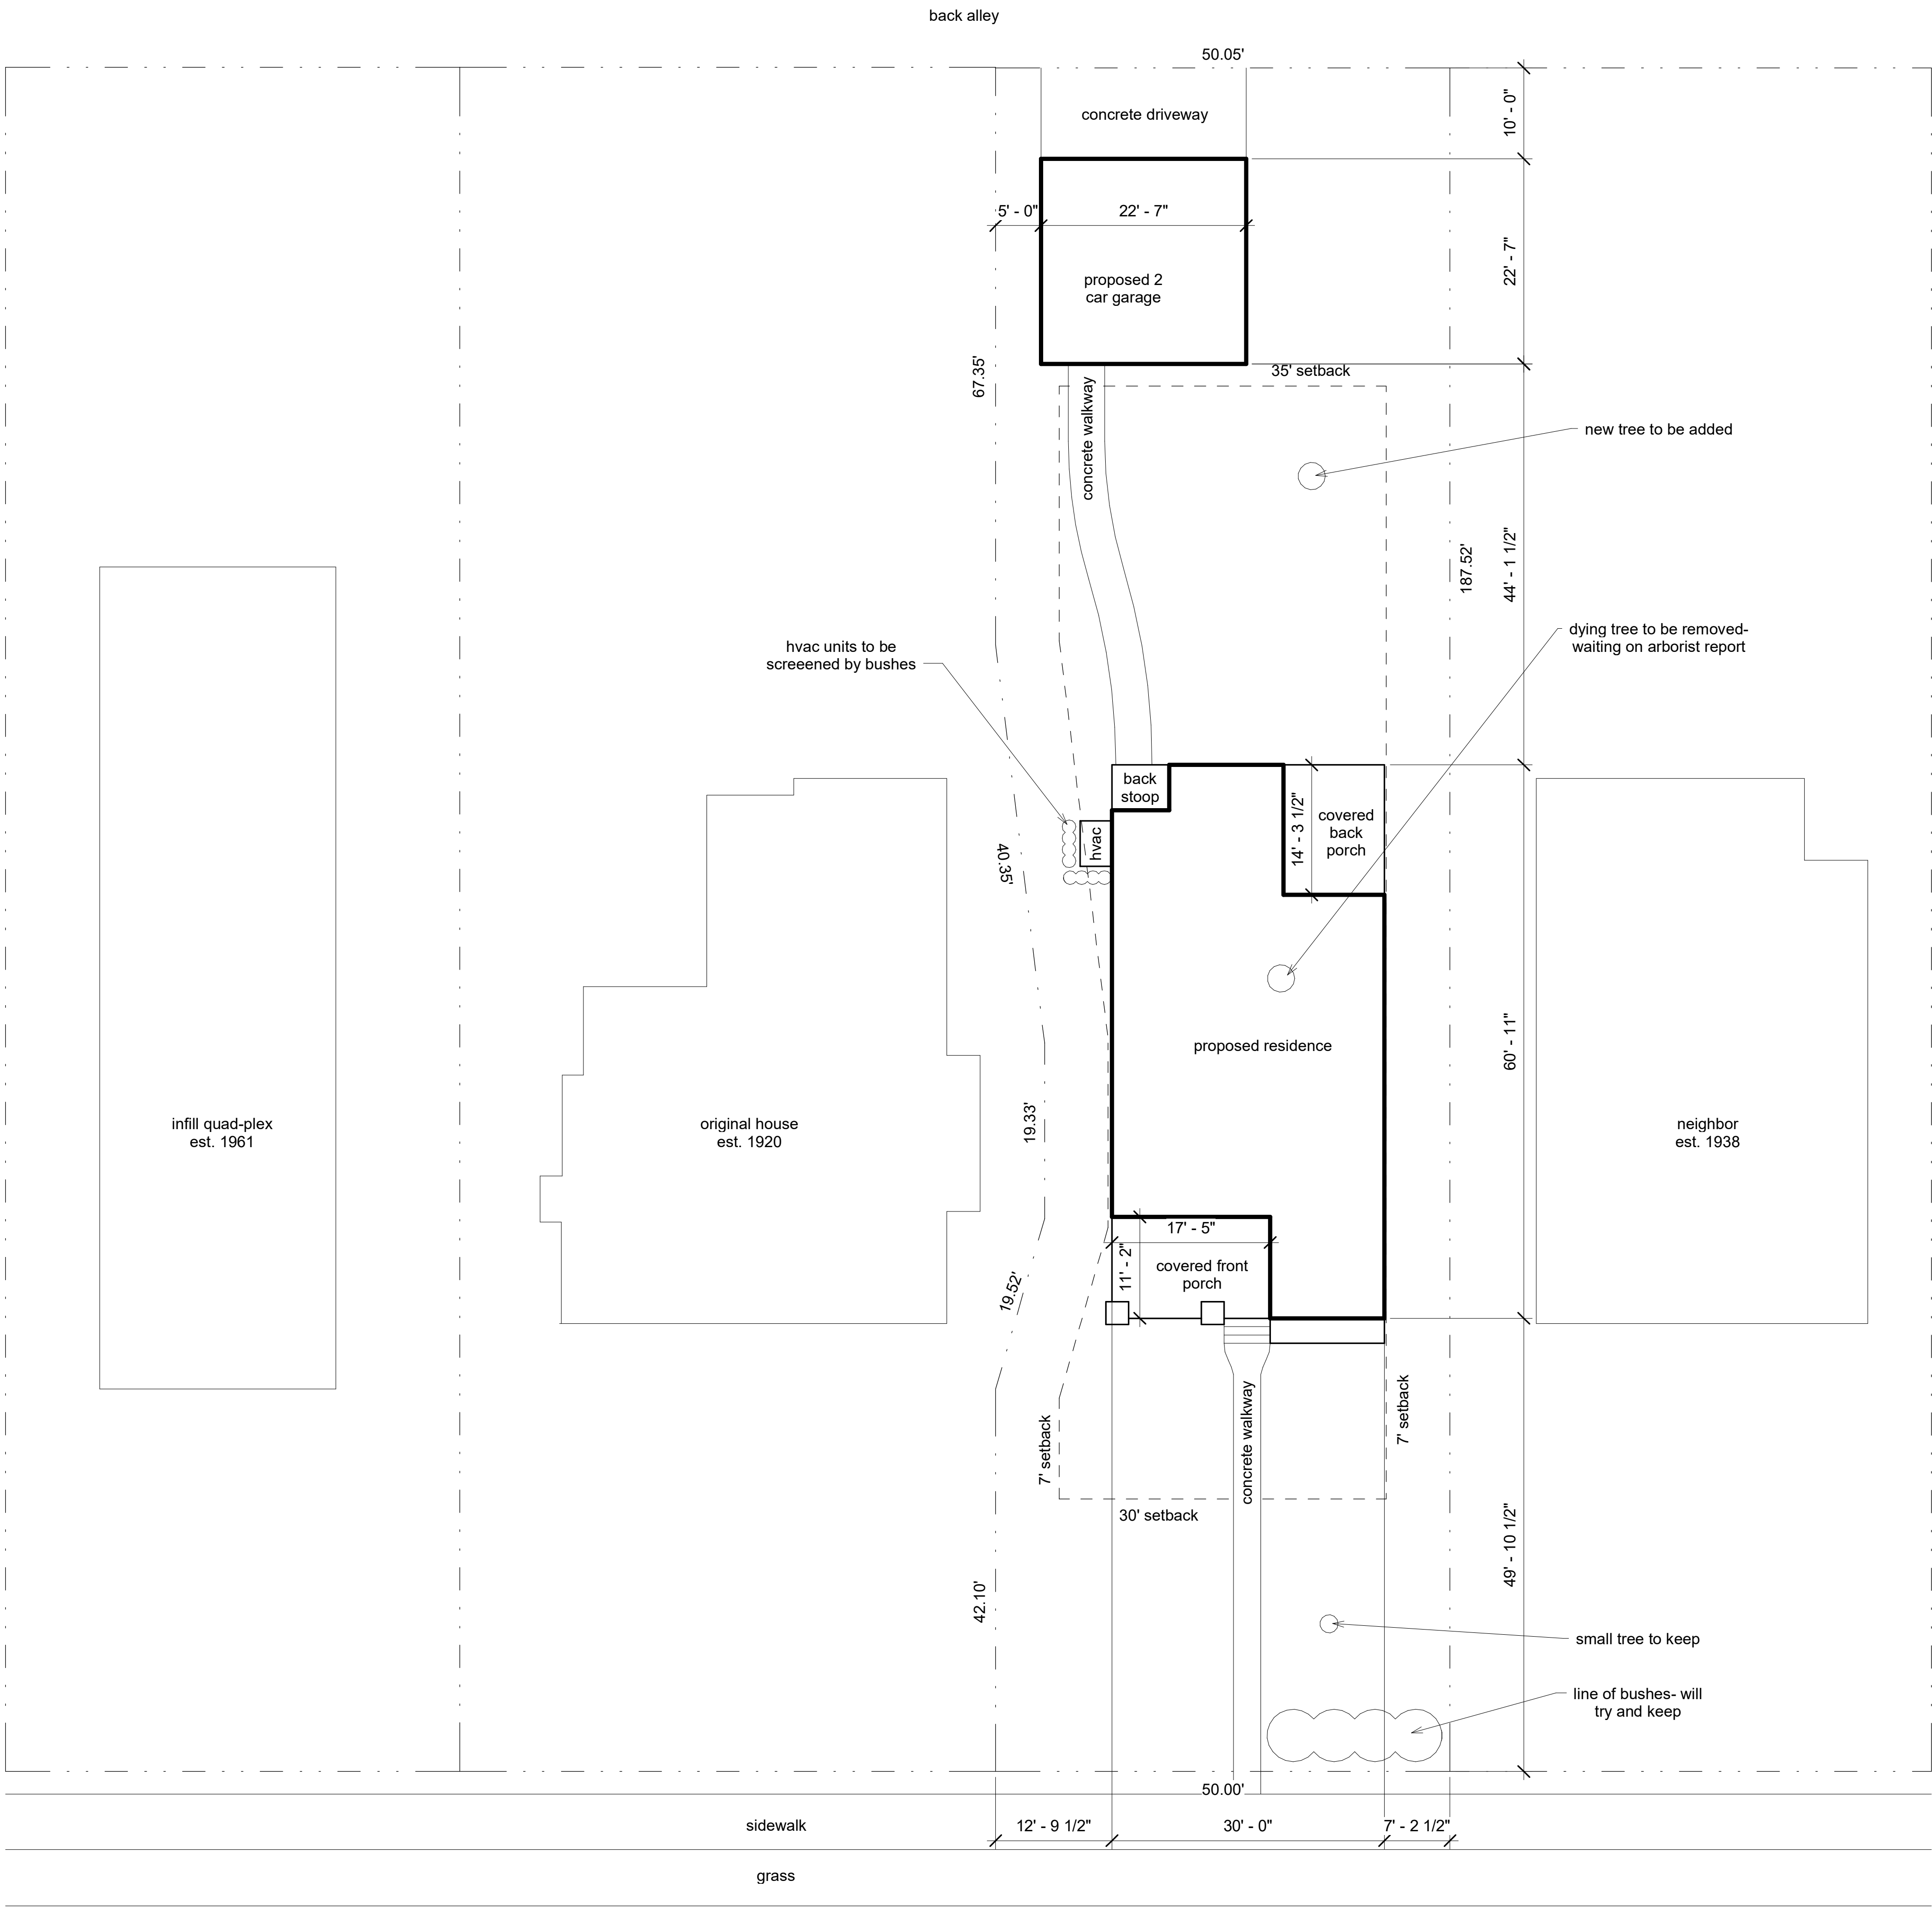 back alley
50.05'
concrete driveway
10' - 0"
5' - 0"
22' - 7"
22' - 7"
proposed 2
car garage
67.35'
35' setback
concrete walkway
new tree to be added
187.52'
44' - 1 1/2"
hvac units to be
screeened by bushes
dying tree to be removed-
waiting on arborist report
back
stoop
14' - 3 1/2"
covered
back
porch
hvac
40.35'
proposed residence
60' - 11"
infill quad-plex
est. 1961
original house
est. 1920
19.33'
neighbor
est. 1938
17' - 5"
11' - 2"
covered front
porch
19.52'
7' setback
concrete walkway
7' setback
30' setback
49' - 10 1/2"
42.10'
small tree to keep
line of bushes- will
try and keep
50.00'
sidewalk
12' - 9 1/2"
30' - 0"
7' - 2 1/2"
grass